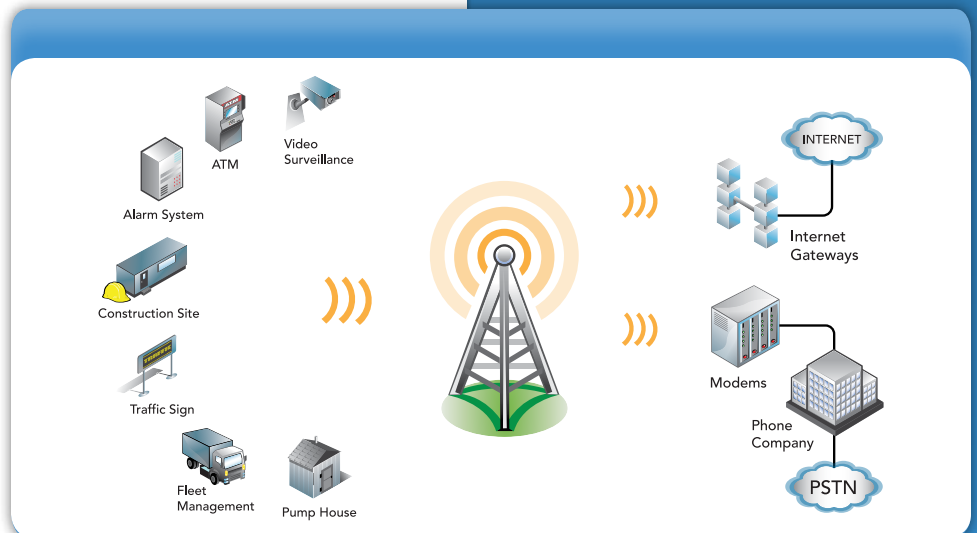 ATM
ATM
Video
Surveillance
Alarm System
Construction Site
Traffic Sign
Fleet
Management
Pump House
INTERNET
Internet
Gateways
Modems
Phone
Company
PSTN